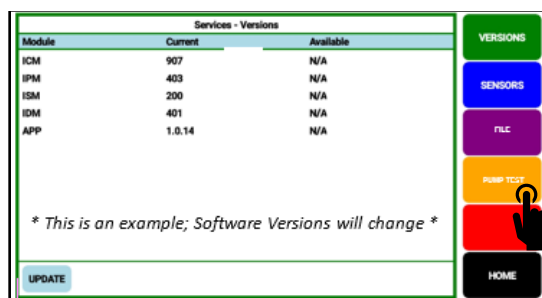 Services - Versions
Module Current Available
ICM 907 N/A
IPM 403 N/A
ISM 200 N/A
IDM 401 N/A
APP 1.0.14 N/A
* This is an example; Software Versions will change *
UPDATE
VERSIONS
SENSORS
FILE
PUMP TEST
HOME